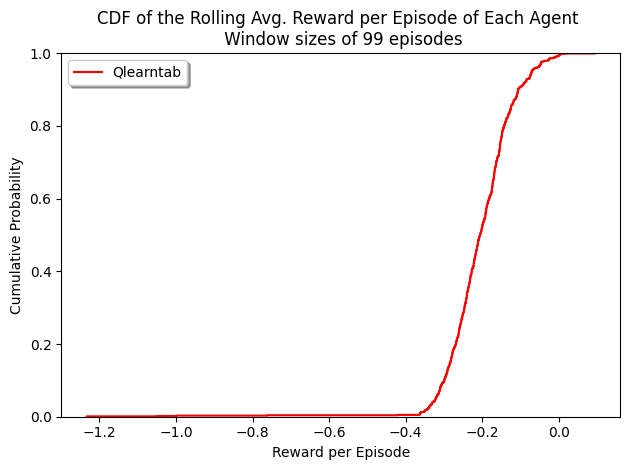 CDF of the Rolling Avg. Reward per Episode of Each Agent
Window sizes of 99 episodes
Qlearntab
1.0
0.8
0.6
0.4
0.2
0.0
Cumulative Probability
−1.2 −1.0 −0.8 −0.6 −0.4 −0.2 0.0
Reward per Episode